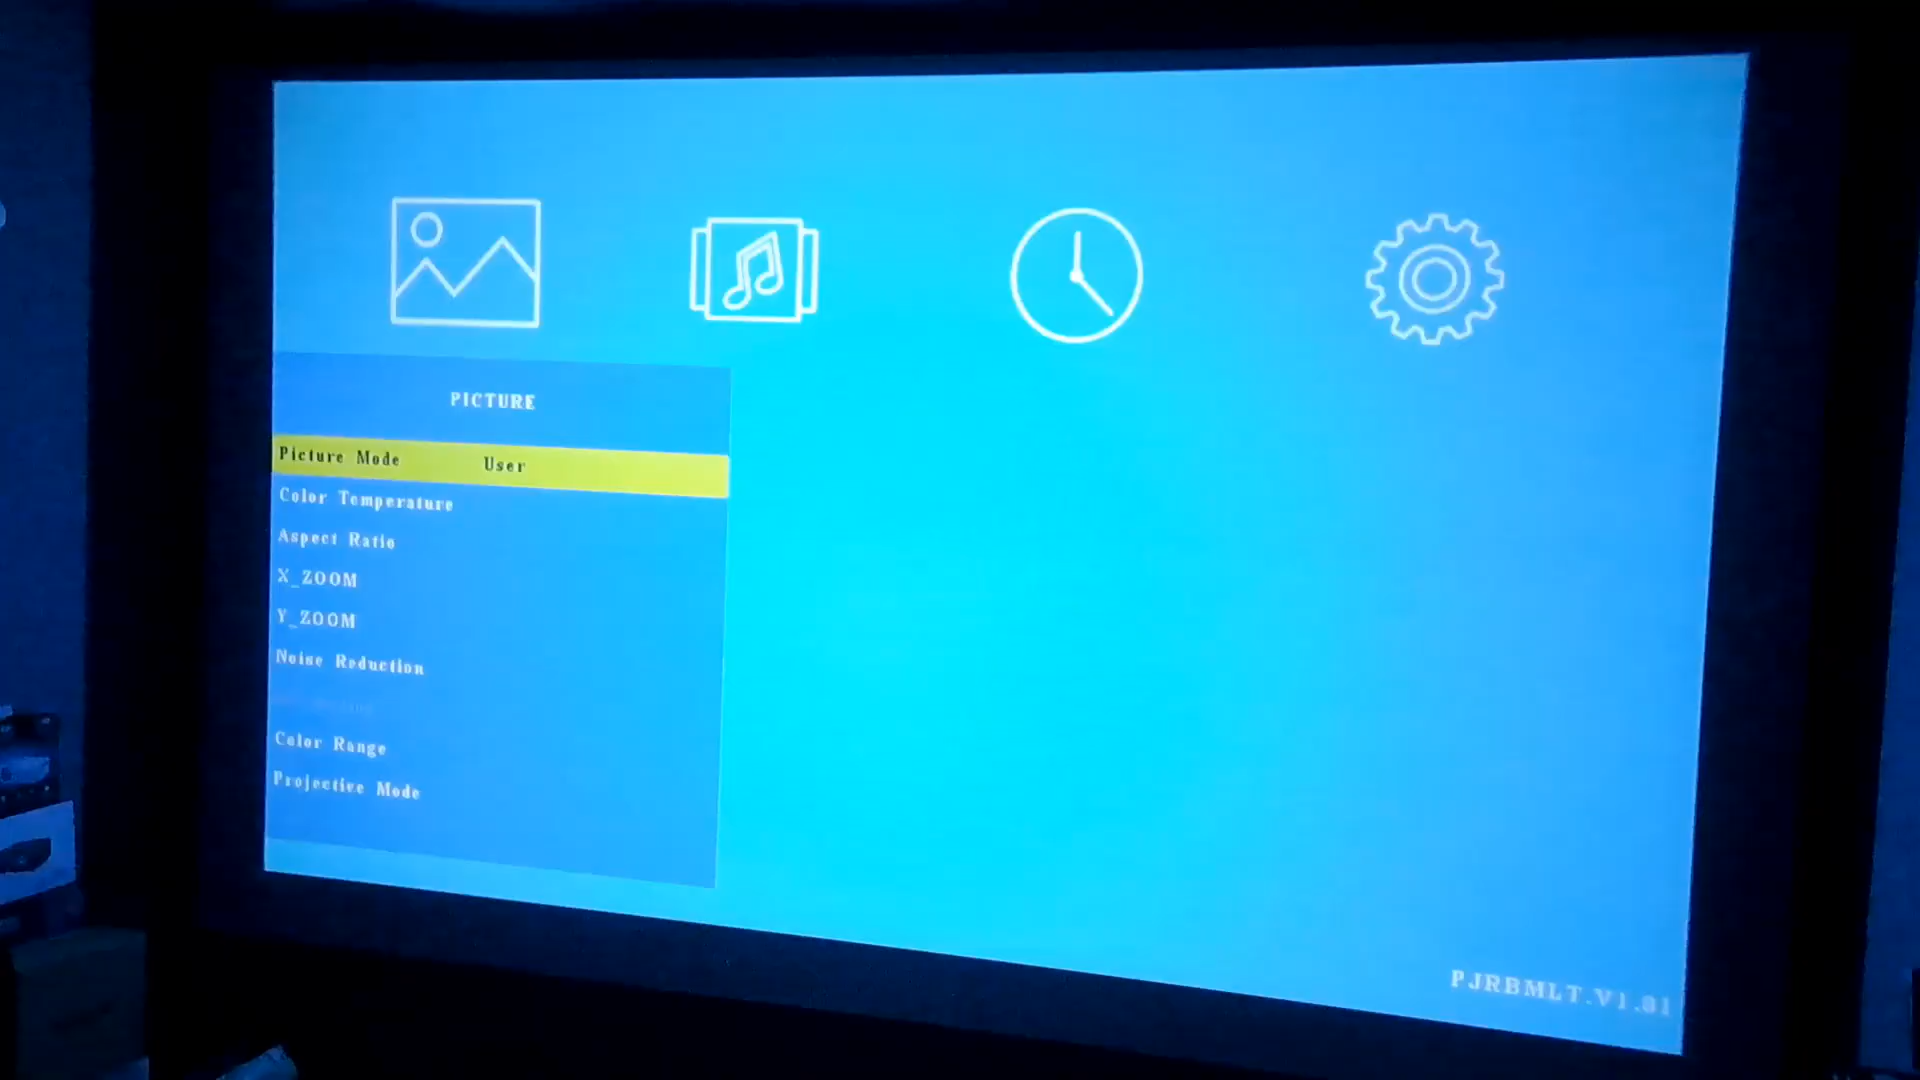 PICTURE
Picture Mode User
Color Temperature
Aspect Ratio
X_ZOOM
Y_ZOOM
Noise Reduction
Color Range
Projective Mode
PJRBMLT.V1.01